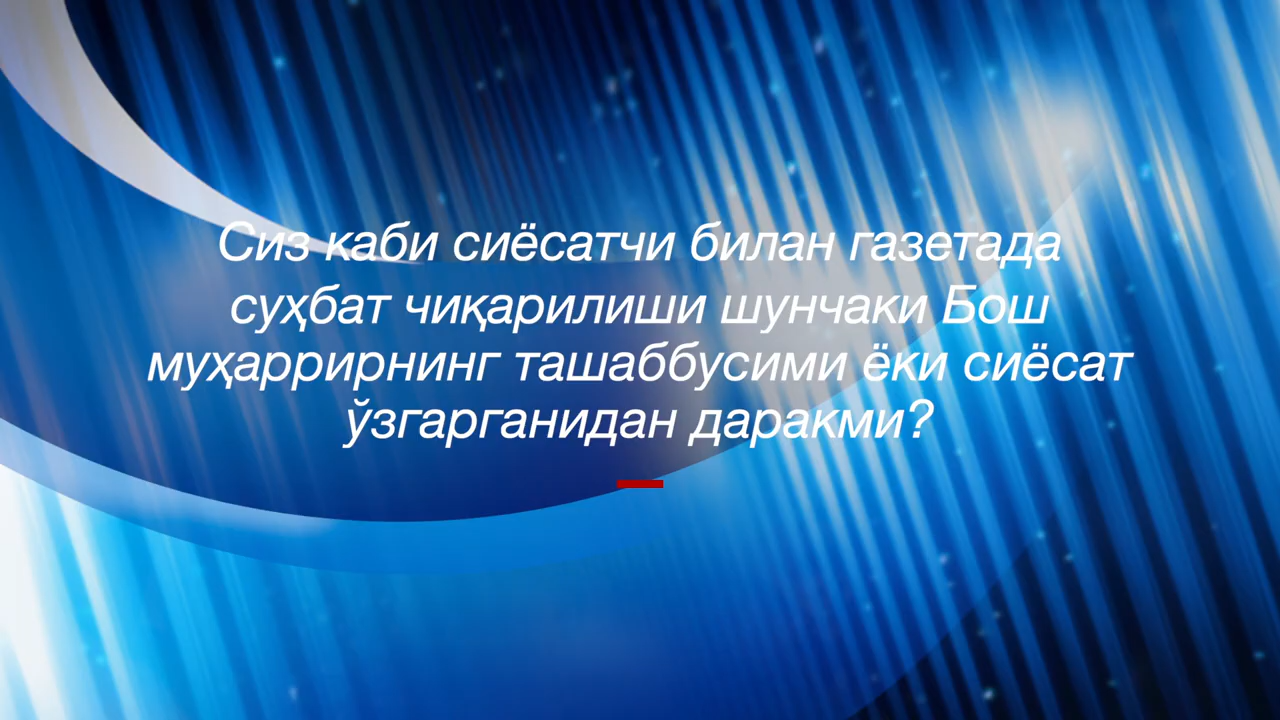 Сиз каби сиёсатчи билан газетада
суҳбат чиқарилиши шунчаки Бош
муҳаррирнинг ташаббусими ёки сиёсат
ўзгарганидан даракми?